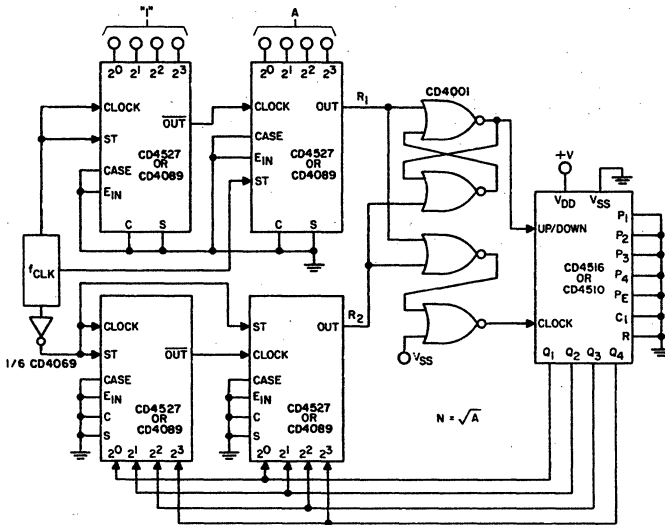 "1"
A
2⁰ 2¹ 2² 2³
2⁰ 2¹ 2² 2³
CLOCK
ST
CASE
E_IN
O̅U̅T̅
CD4527
OR
CD4089
C S
CLOCK
CASE
E_IN
ST
OUT
CD4527
OR
CD4089
C S
R₁
CD4001
+V
V_DD
V_SS
UP/DOWN
CLOCK
CD4516
OR
CD4510
P₁
P₂
P₃
P₄
P_E
C_i
R
Q₁ Q₂ Q₃ Q₄
f_CLK
1/6 CD4069
CLOCK
ST
O̅U̅T̅
CASE
E_IN
C
S
CD4527
OR
CD4089
2⁰ 2¹ 2² 2³
ST
CLOCK
OUT
CASE
E_IN
C
S
CD4527
OR
CD4089
2⁰ 2¹ 2² 2³
R₂
V_SS
N = √A